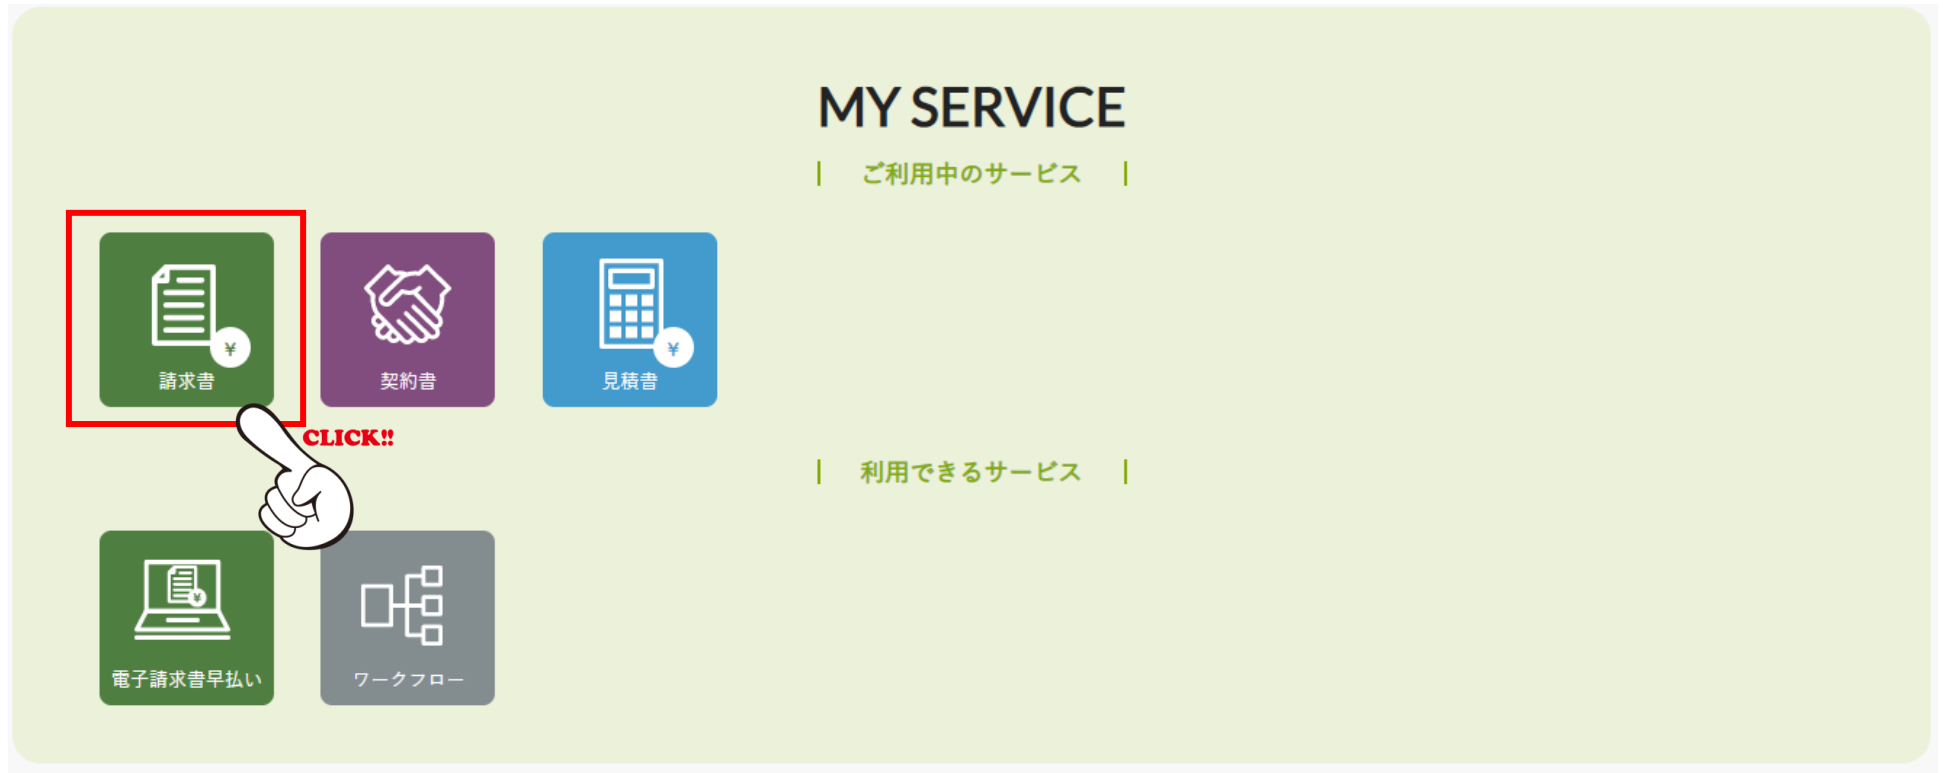 MY SERVICE
ご利用中のサービス
¥
請求書
契約書
¥
見積書
CLICK!!
利用できるサービス
¥
電子請求書早払い
ワークフロー